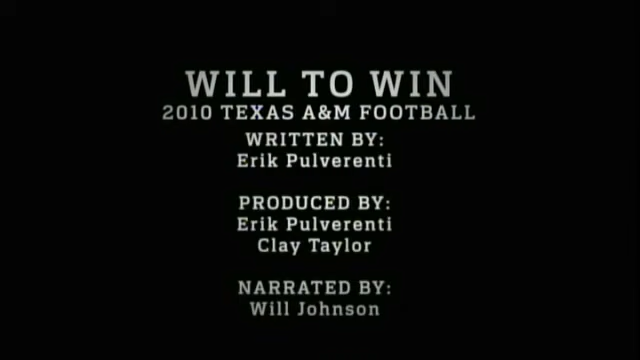 WILL TO WIN
2010 TEXAS A&M FOOTBALL
WRITTEN BY:
Erik Pulverenti
PRODUCED BY:
Erik Pulverenti
Clay Taylor
NARRATED BY:
Will Johnson